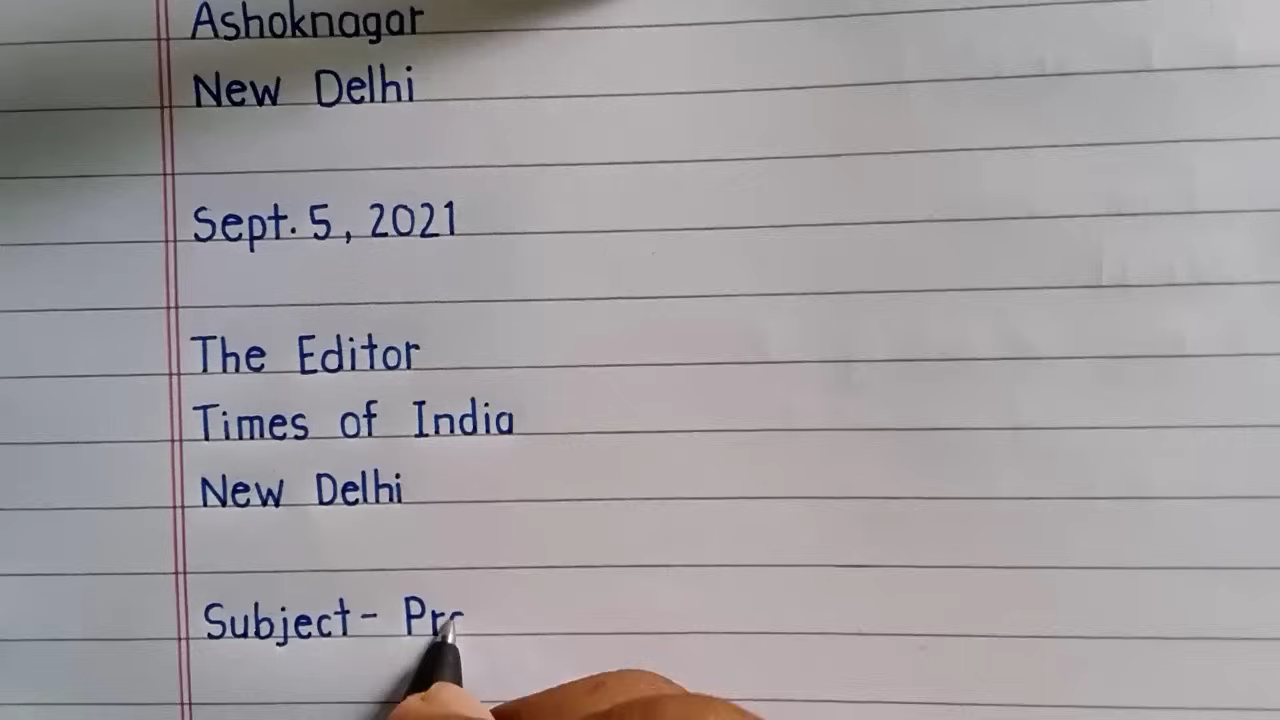 Ashoknagar
New Delhi
Sept. 5, 2021
The Editor
Times of India
New Delhi
Subject-